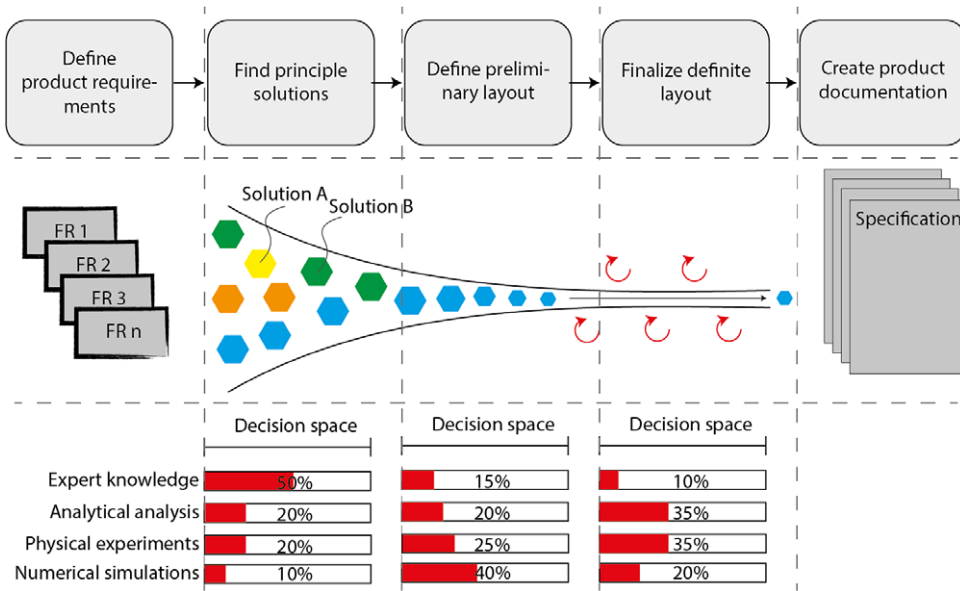 Define
product require-
ments
Find principle
solutions
Define prelimi-
nary layout
Finalize definite
layout
Create product
documentation
Solution A
Solution B
FR 1
FR 2
FR 3
FR n
Specification
Decision space
Decision space
Decision space
Expert knowledge
50%
15%
10%
Analytical analysis
20%
20%
35%
Physical experiments
20%
25%
35%
Numerical simulations
10%
40%
20%